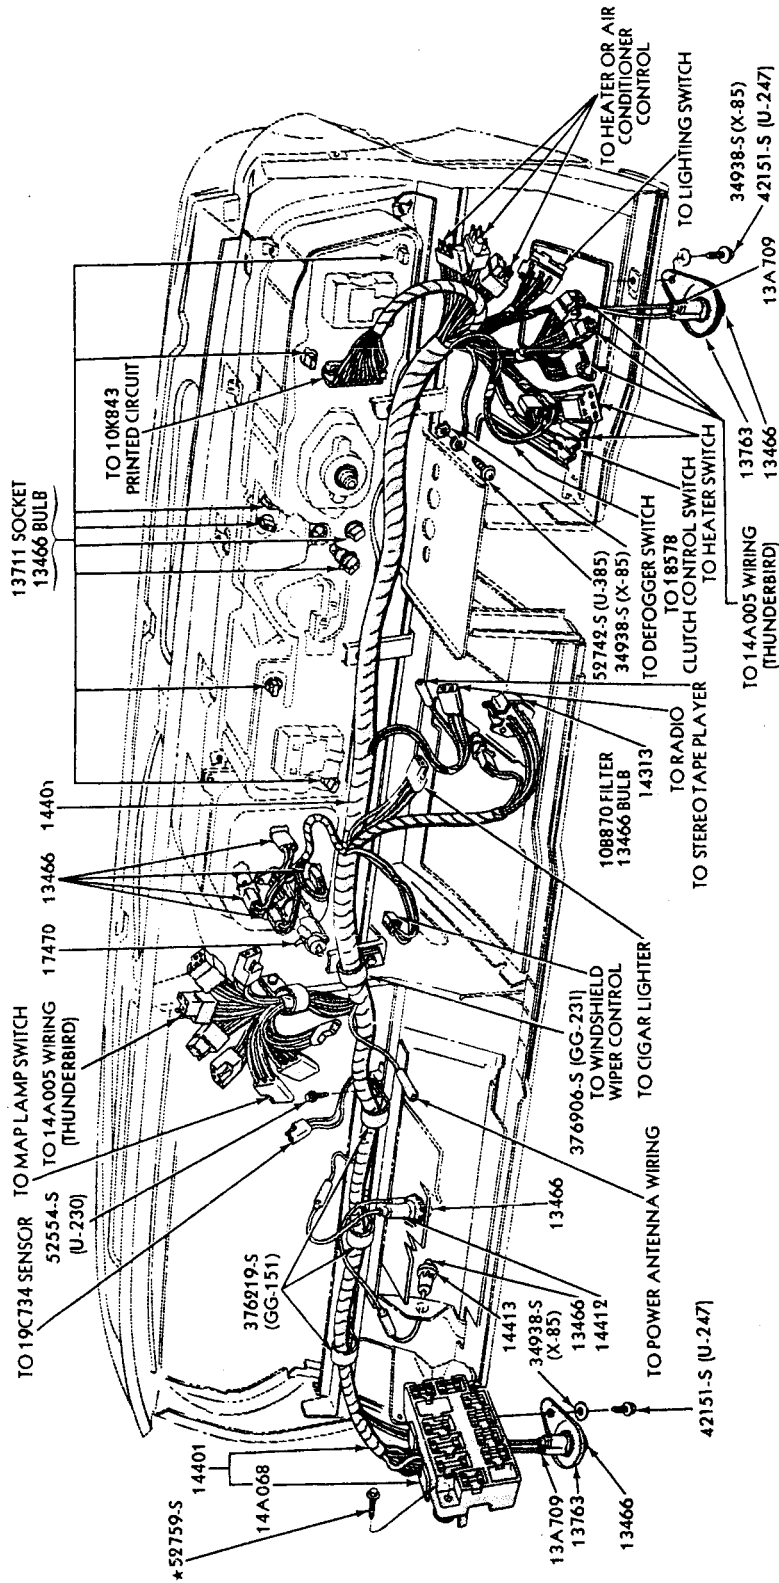 13711 SOCKET
13466 BULB
TO 10K843
PRINTED CIRCUIT
TO HEATER OR AIR
CONDITIONER
CONTROL
TO LIGHTING SWITCH
34938-S (X-85)
42151-S (U-247)
13A709
13763
13466
TO 14A005 WIRING
(THUNDERBIRD)
TO HEATER SWITCH
TO 18578
CLUTCH CONTROL SWITCH
TO DEFOGGER SWITCH
52742-S (U-385)
34938-S (X-85)
TO STEREO TAPE PLAYER
TO RADIO
14313
10B870 FILTER
13466 BULB
14401
13466
17470
TO MAP LAMP SWITCH
TO 14A005 WIRING
(THUNDERBIRD)
TO 19C734 SENSOR
52554-S
(U-230)
376219-S
(GG-151)
TO CIGAR LIGHTER
TO WINDSHIELD
WIPER CONTROL
376906-S (GG-231)
TO POWER ANTENNA WIRING
13466
14413
34938-S
(X-85)
13466
14412
42151-S (U-247)
14401
14A068
★52759-S
13A709
13763
13466